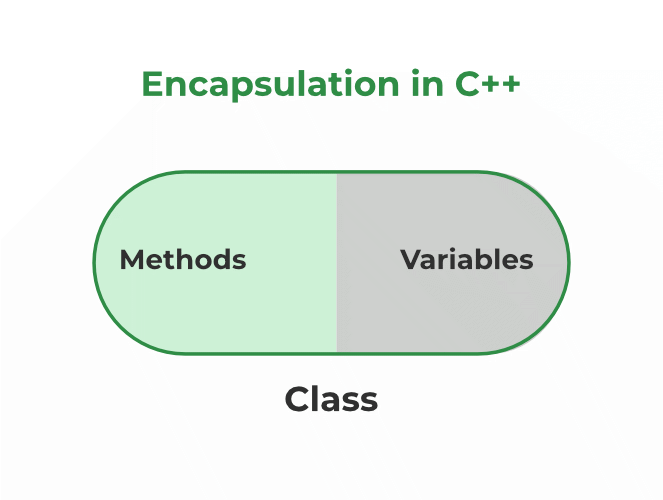 Encapsulation in C++
Methods Variables
Class